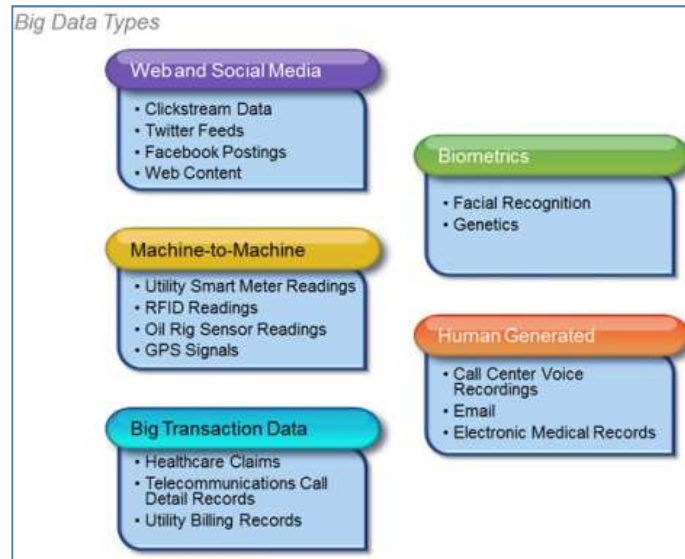 Big Data Types
Web and Social Media
• Clickstream Data
• Twitter Feeds
• Facebook Postings
• Web Content
Machine-to-Machine
• Utility Smart Meter Readings
• RFID Readings
• Oil Rig Sensor Readings
• GPS Signals
Big Transaction Data
• Healthcare Claims
• Telecommunications Call
Detail Records
• Utility Billing Records
Biometrics
• Facial Recognition
• Genetics
Human Generated
• Call Center Voice
Recordings
• Email
• Electronic Medical Records